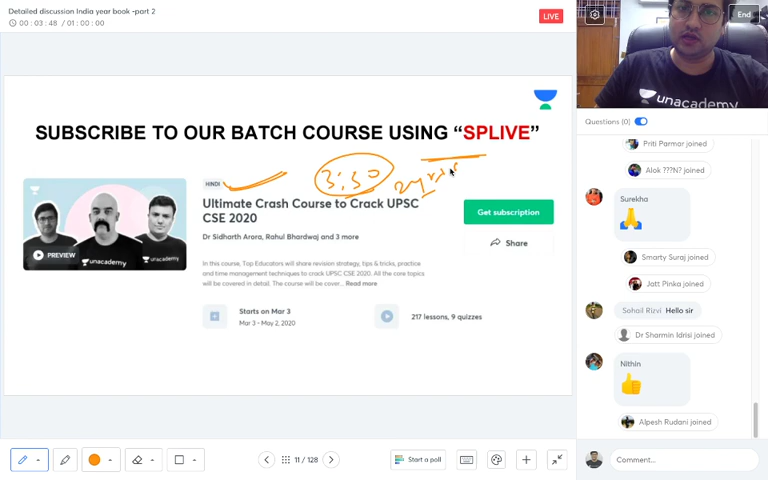 Detailed discussion India year book -part 2
00 : 03 : 48 / 01 : 00 : 00
LIVE
End
unacademy
Questions (0)
Priti Parmor joined
Alok ???N? joined
Surekha
Smarty Suraj joined
Jatt Pinka joined
Sohail Rizvi Hello sir
Dr Sharmin Idrisi joined
Nithin
Alpesh Rudani joined
Comment...
SUBSCRIBE TO OUR BATCH COURSE USING “SPLIVE”
HINDI
3:30
Ultimate Crash Course to Crack UPSC
CSE 2020
Dr Sidharth Arora, Rahul Bhardwaj and 3 more
In this course, Top Educators will share revision strategy, tips & tricks, practice
and time management techniques to crack UPSC CSE 2020. All the core topics
will be covered in detail. The course will cover... Read more
Get subscription
Share
PREVIEW
unacademy
unacademy
Starts on Mar 3
Mar 3 - May 2, 2020
217 lessons, 9 quizzes
11 / 128
Start a poll